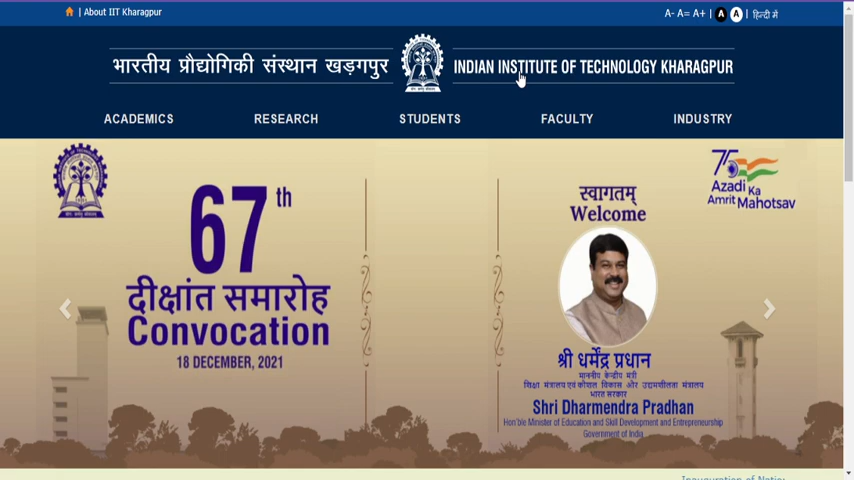 | About IIT Kharagpur
A- A= A+ | A A | हिन्दी में
भारतीय प्रौद्योगिकी संस्थान खड़गपुर
INDIAN INSTITUTE OF TECHNOLOGY KHARAGPUR
ACADEMICS RESEARCH STUDENTS FACULTY INDUSTRY
67th
दीक्षांत समारोह
Convocation
18 DECEMBER, 2021
स्वागतम्
Welcome
75
Azadi Ka
Amrit Mahotsav
श्री धर्मेंद्र प्रधान
माननीय केन्द्रीय मंत्री
शिक्षा मंत्रालय एवं कौशल विकास और उद्यमशीलता मंत्रालय
भारत सरकार
Shri Dharmendra Pradhan
Hon'ble Minister of Education and Skill Development and Entrepreneurship
Government of India